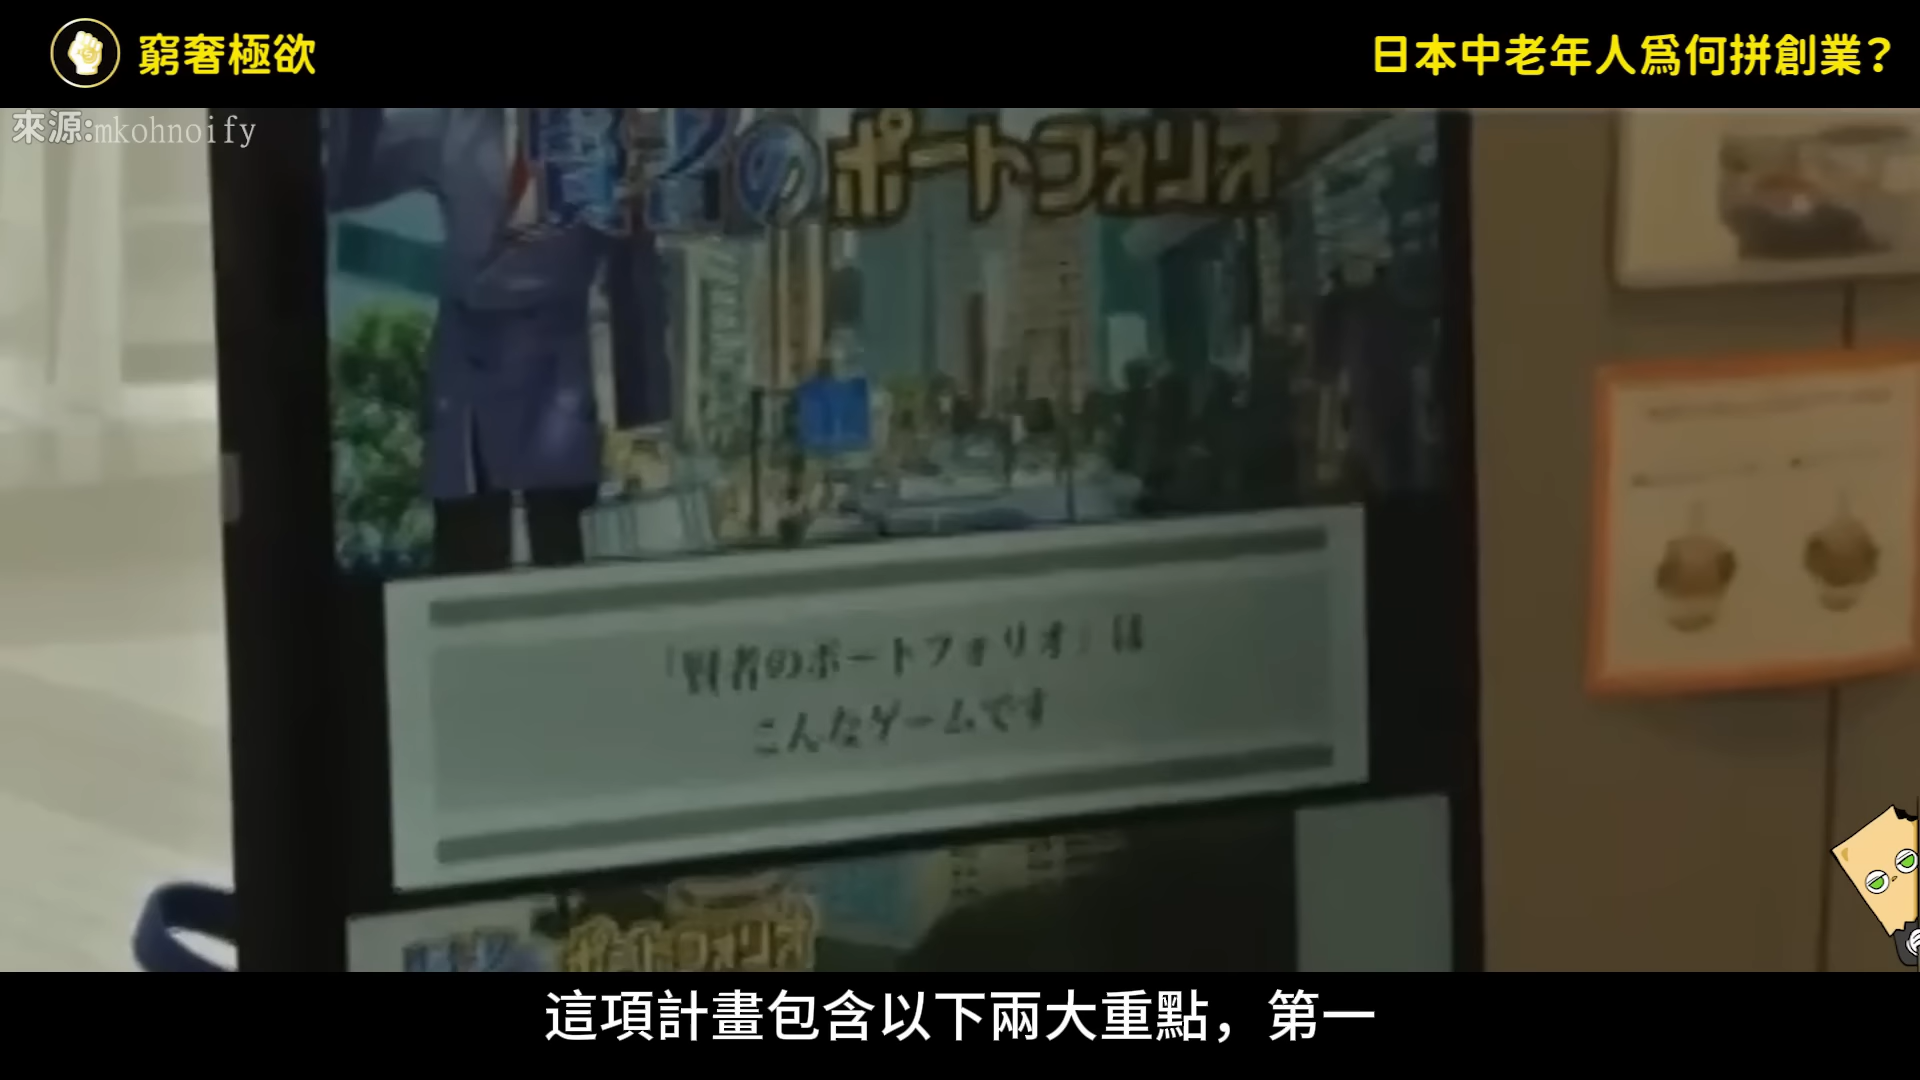 窮奢極欲
日本中老年人爲何拼創業?
來源:mkohnoify
賢者のポートフォリオ
「賢者のポートフォリオ」は
こんなゲームです
ポートフォリオ
這項計畫包含以下兩大重點，第一